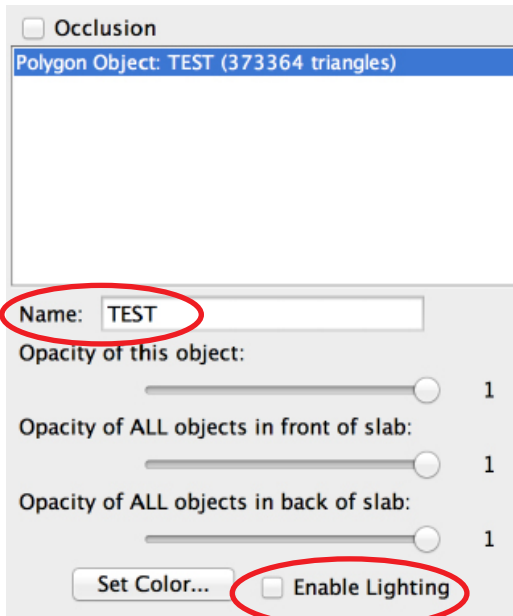 Occlusion
Polygon Object: TEST (373364 triangles)
Name: TEST
Opacity of this object:
1
Opacity of ALL objects in front of slab:
1
Opacity of ALL objects in back of slab:
1
Set Color... Enable Lighting